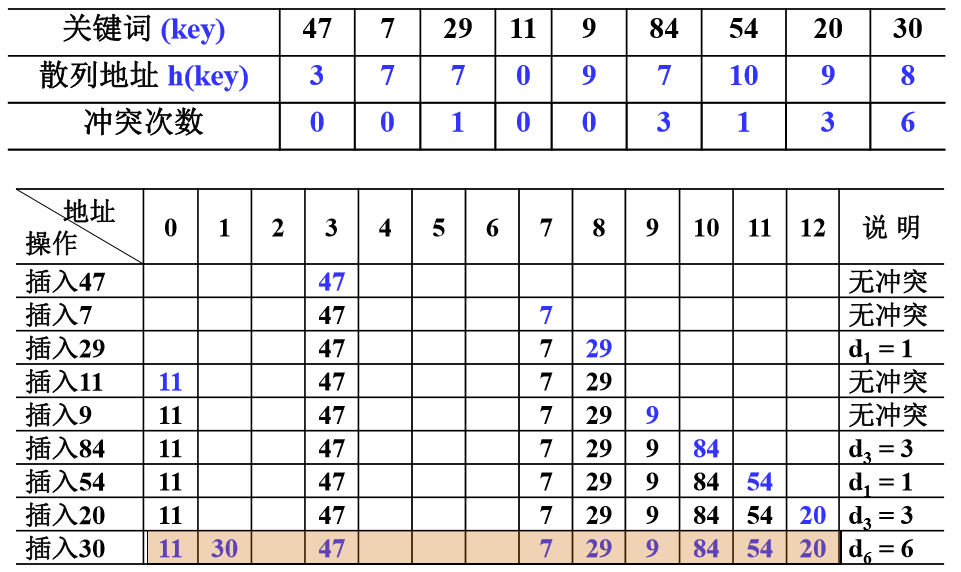 关键词 (key) 47 7 29 11 9 84 54 20 30
散列地址 h(key) 3 7 7 0 9 7 10 9 8
冲突次数 0 0 1 0 0 3 1 3 6
地址 操作 0 1 2 3 4 5 6 7 8 9 10 11 12 说 明
插入47 47 无冲突
插入7 47 7 无冲突
插入29 47 7 29 d₁ = 1
插入11 11 47 7 29 无冲突
插入9 11 47 7 29 9 无冲突
插入84 11 47 7 29 9 84 d₃ = 3
插入54 11 47 7 29 9 84 54 d₁ = 1
插入20 11 47 7 29 9 84 54 20 d₃ = 3
插入30 11 30 47 7 29 9 84 54 20 d₆ = 6